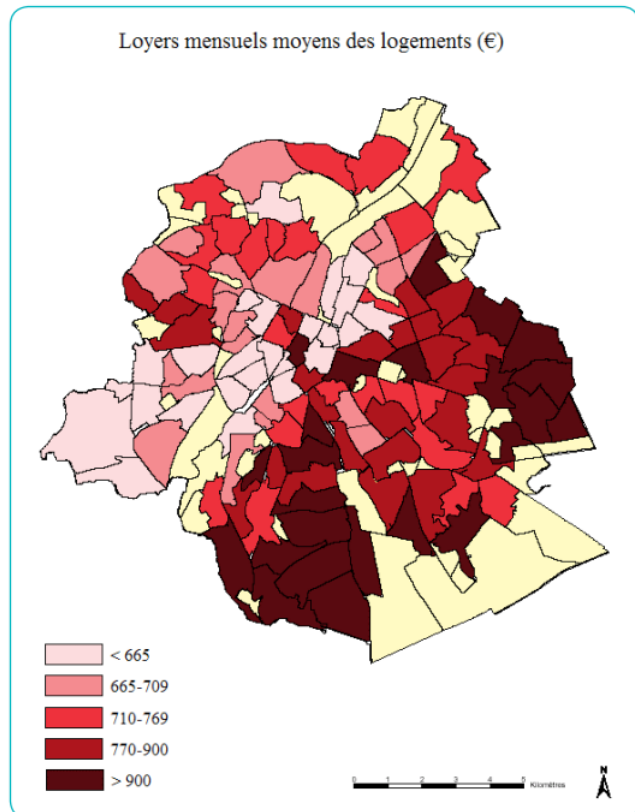 Loyers mensuels moyens des logements (€)
< 665
665-709
710-769
770-900
> 900
0 1 2 3 4 5
Kilomètres
N